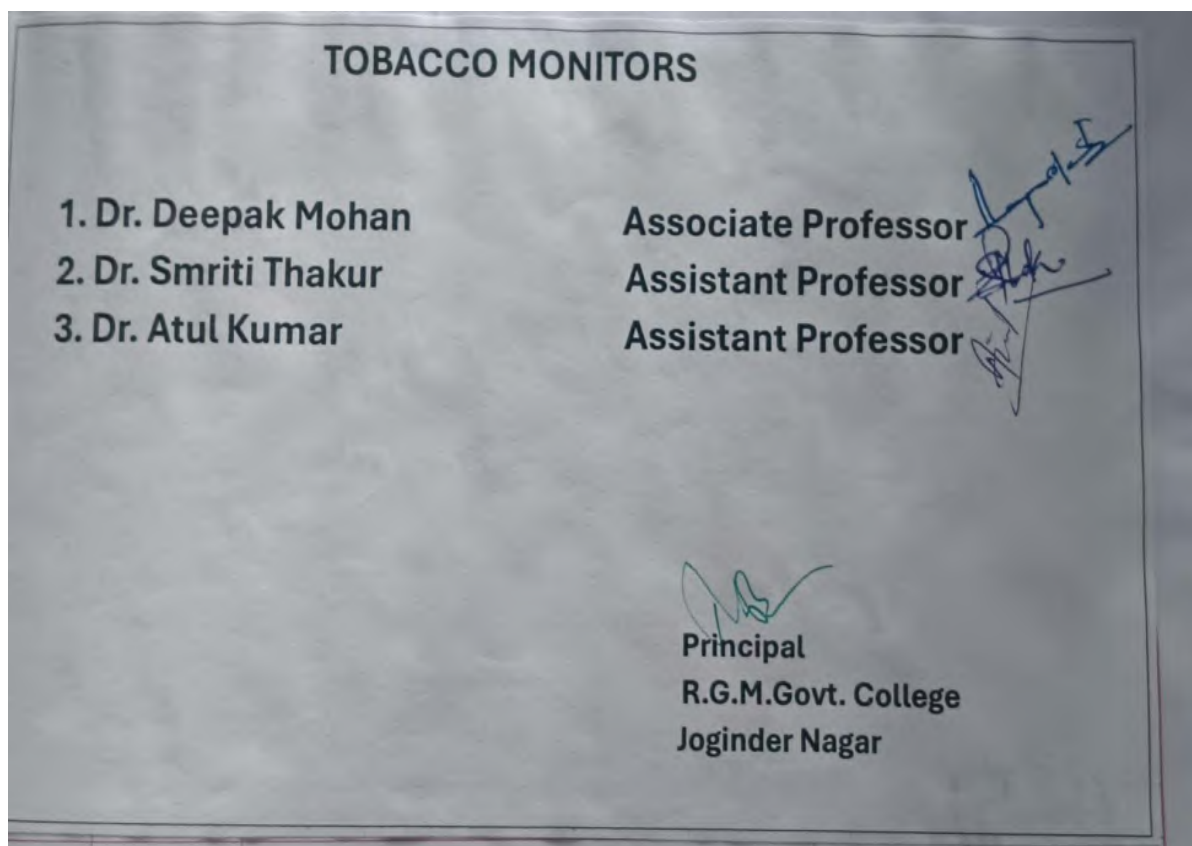 TOBACCO MONITORS
1. Dr. Deepak Mohan Associate Professor
2. Dr. Smriti Thakur Assistant Professor
3. Dr. Atul Kumar Assistant Professor
Principal
R.G.M.Govt. College
Joginder Nagar